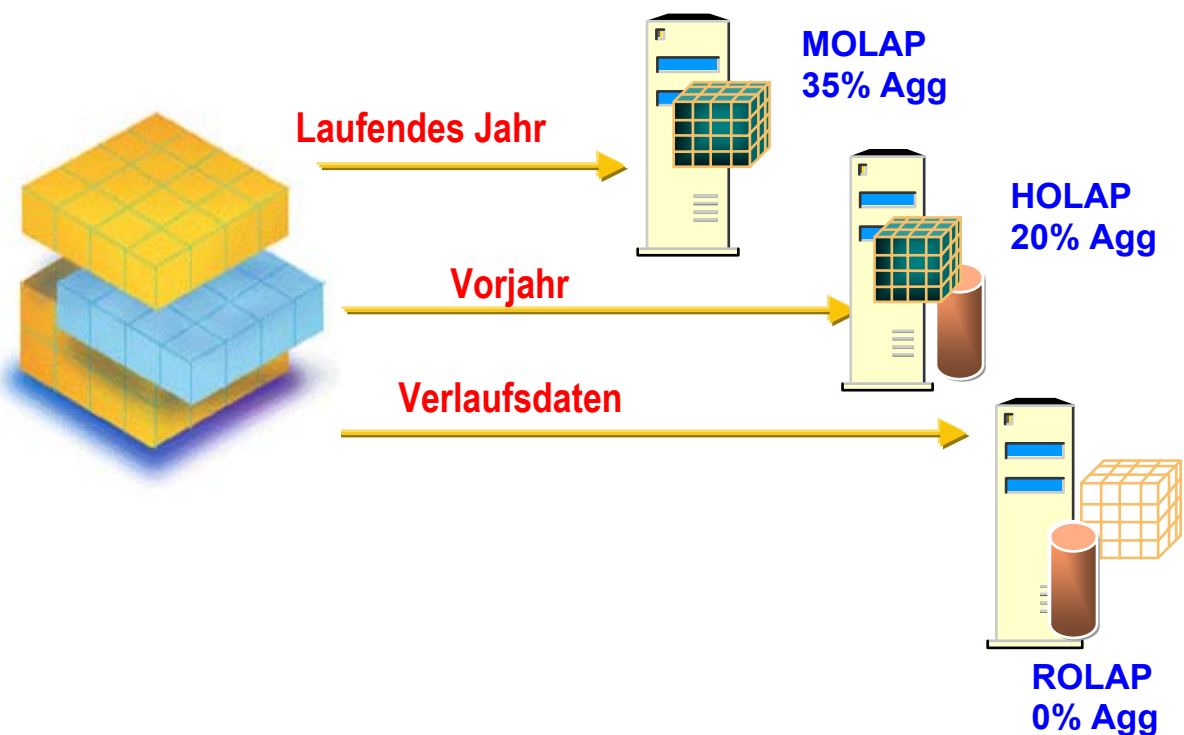 MOLAP
35% Agg
Laufendes Jahr
HOLAP
20% Agg
Vorjahr
Verlaufsdaten
ROLAP
0% Agg